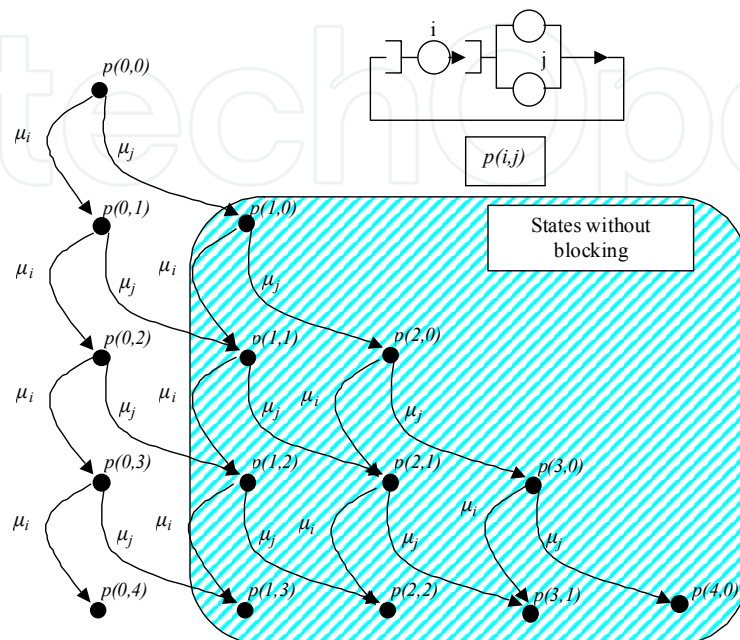 techOpe
i
j
p(i,j)
p(0,0)
μi
μj
p(0,1)
p(1,0)
States without
blocking
μi
μj
μi
μj
p(0,2)
p(1,1)
p(2,0)
μi
μj
μi
μj
μi
μj
p(0,3)
p(1,2)
p(2,1)
p(3,0)
μi
μj
μi
μj
μi
μj
μi
μj
p(0,4)
p(1,3)
p(2,2)
p(3,1)
p(4,0)